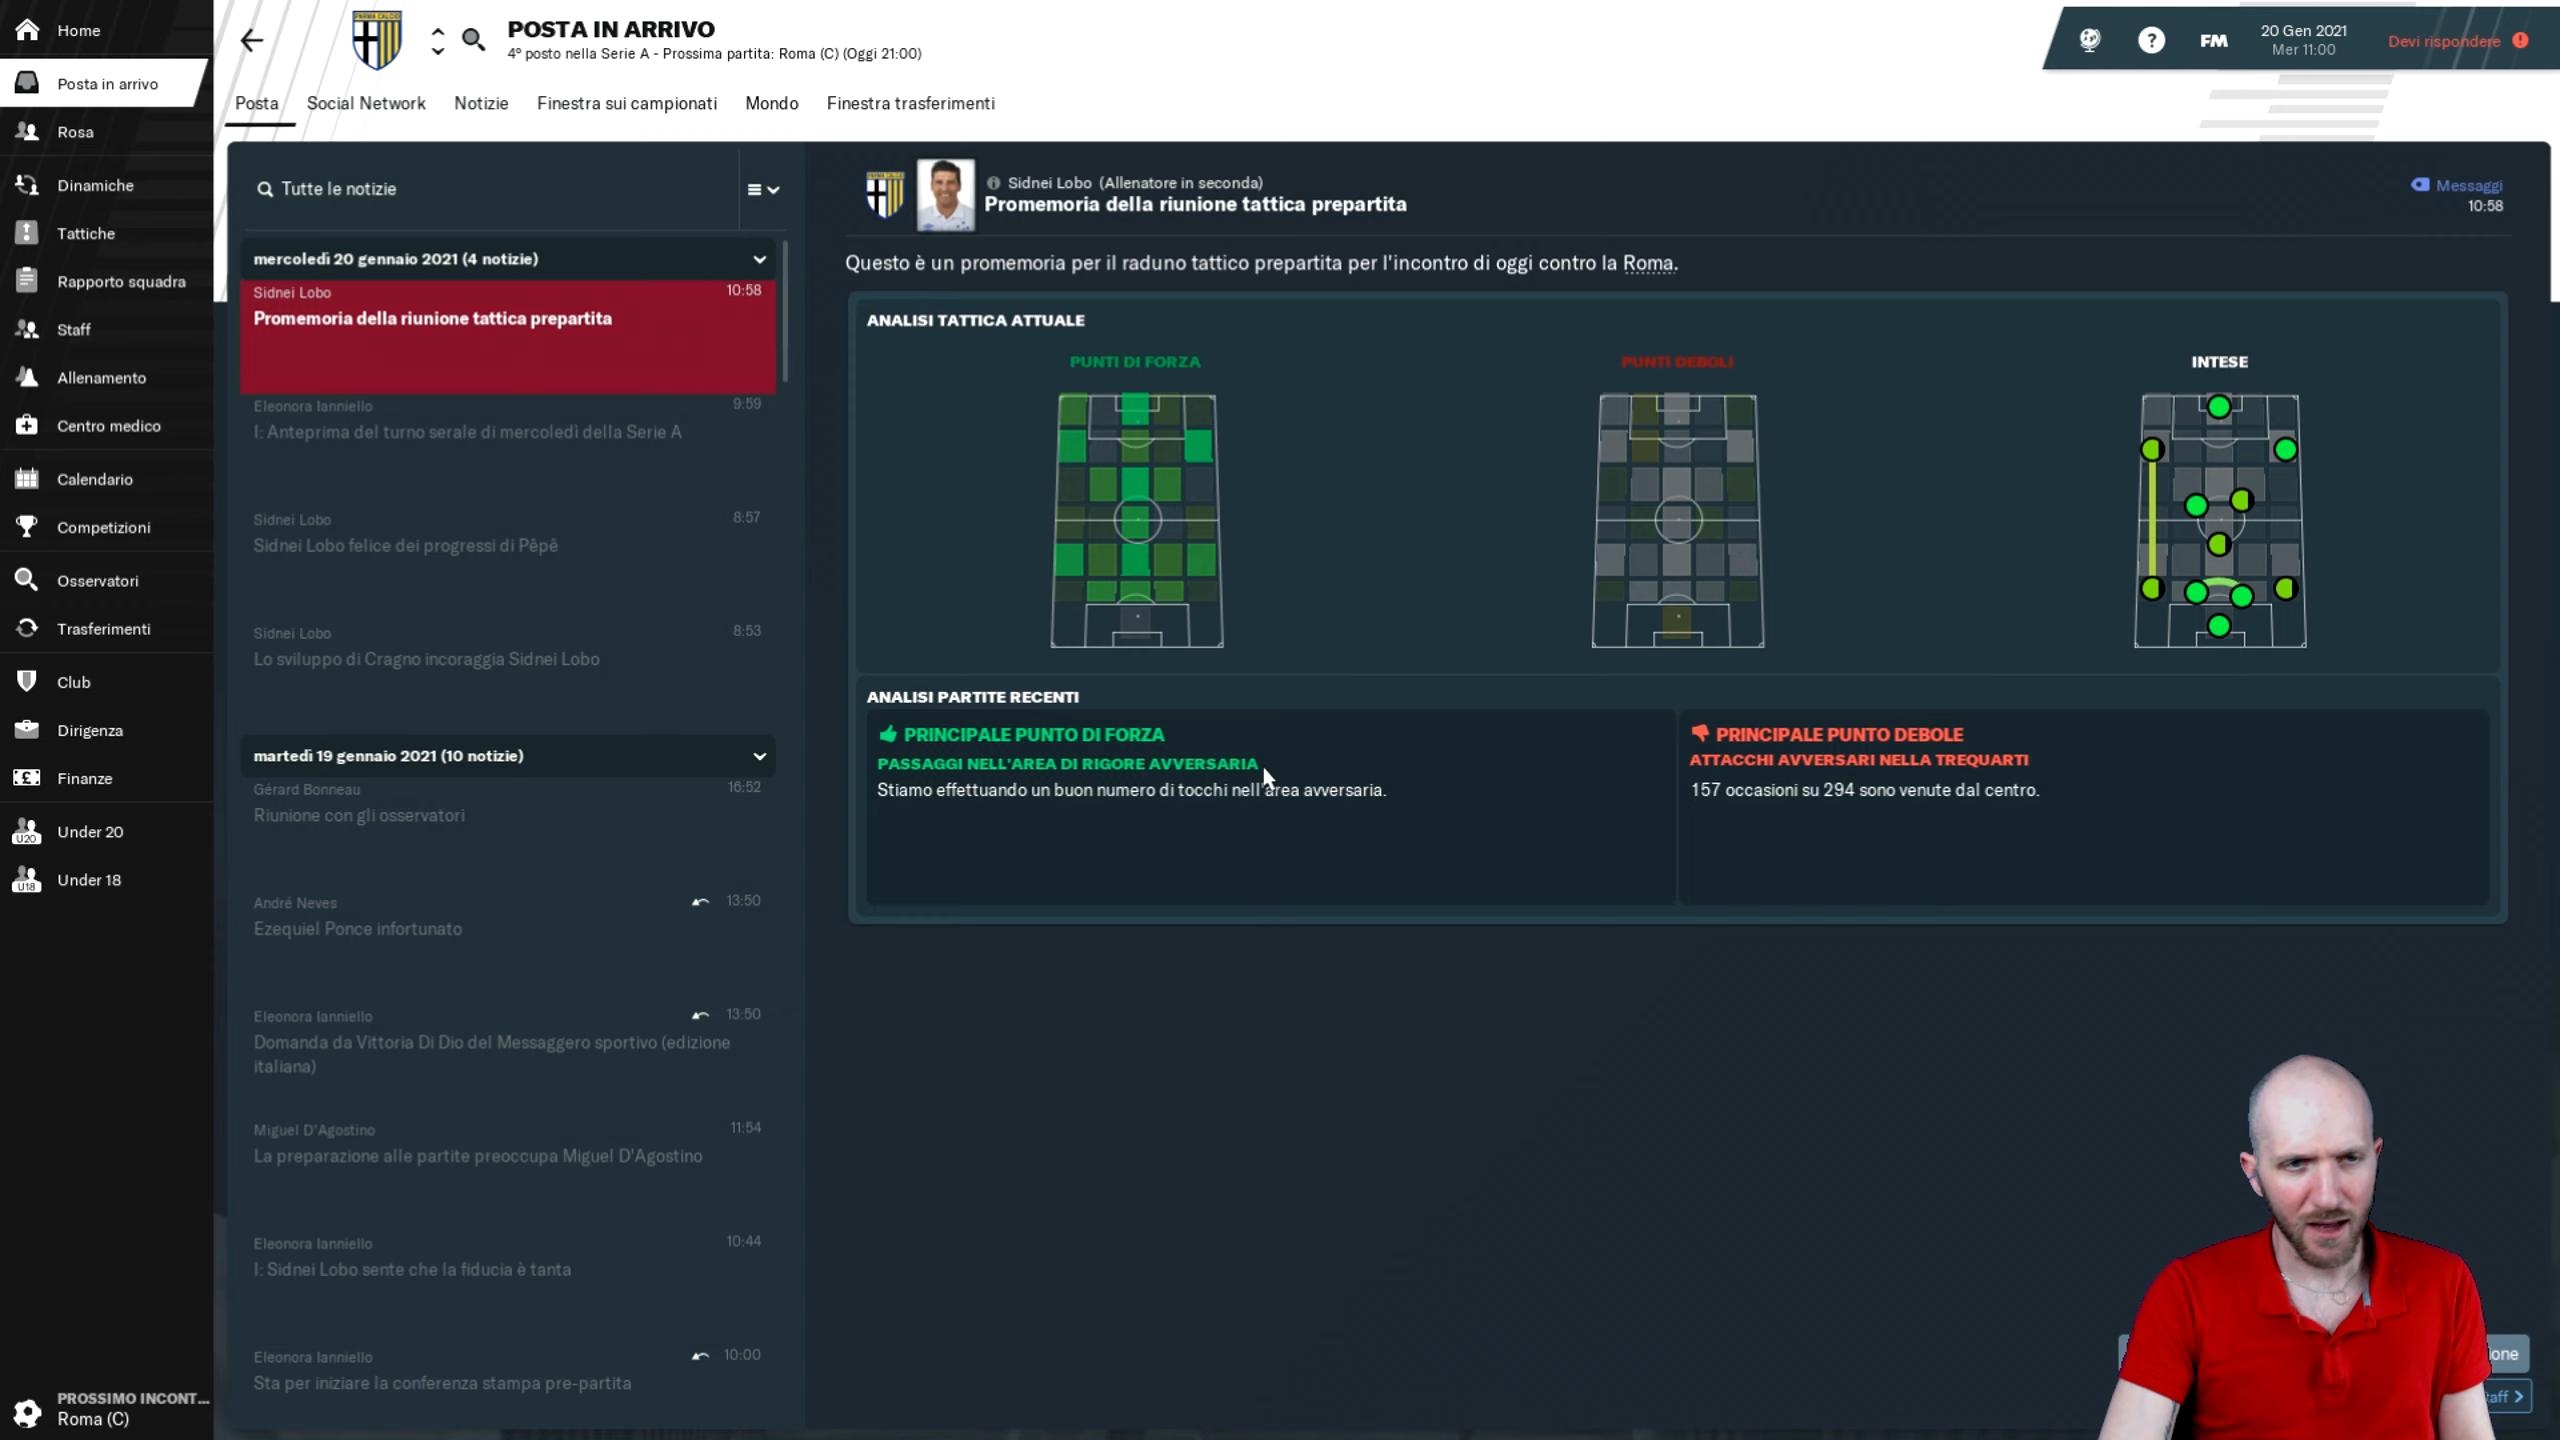 Home
Posta in arrivo
Rosa
Dinamiche
Tattiche
Rapporto squadra
Staff
Allenamento
Centro medico
Calendario
Competizioni
Osservatori
Trasferimenti
Club
Dirigenza
Finanze
U20
Under 20
U18
Under 18
PROSSIMO INCONT...
Roma (C)
PARMA CALCIO
POSTA IN ARRIVO
4º posto nella Serie A - Prossima partita: Roma (C) (Oggi 21:00)
?
FM
20 Gen 2021
Mer 11:00
Devi rispondere
Posta
Social Network
Notizie
Finestra sui campionati
Mondo
Finestra trasferimenti
Tutte le notizie
mercoledì 20 gennaio 2021 (4 notizie)
Sidnei Lobo 10:58
Promemoria della riunione tattica prepartita
Eleonora Ianniello 9:59
I: Anteprima del turno serale di mercoledì della Serie A
Sidnei Lobo 8:57
Sidnei Lobo felice dei progressi di Pêpê
Sidnei Lobo 8:53
Lo sviluppo di Cragno incoraggia Sidnei Lobo
martedì 19 gennaio 2021 (10 notizie)
Gérard Bonneau 16:52
Riunione con gli osservatori
André Neves 13:50
Ezequiel Ponce infortunato
Eleonora Ianniello 13:50
Domanda da Vittoria Di Dio del Messaggero sportivo (edizione
italiana)
Miguel D'Agostino 11:54
La preparazione alle partite preoccupa Miguel D'Agostino
Eleonora Ianniello 10:44
I: Sidnei Lobo sente che la fiducia è tanta
Eleonora Ianniello 10:00
Sta per iniziare la conferenza stampa pre-partita
Sidnei Lobo (Allenatore in seconda)
Promemoria della riunione tattica prepartita
Messaggi
10:58
Questo è un promemoria per il raduno tattico prepartita per l'incontro di oggi contro la Roma.
ANALISI TATTICA ATTUALE
PUNTI DI FORZA
PUNTI DEBOLI
INTESE
ANALISI PARTITE RECENTI
PRINCIPALE PUNTO DI FORZA
PASSAGGI NELL'AREA DI RIGORE AVVERSARIA
Stiamo effettuando un buon numero di tocchi nell'area avversaria.
PRINCIPALE PUNTO DEBOLE
ATTACCHI AVVERSARI NELLA TREQUARTI
157 occasioni su 294 sono venute dal centro.
one
aff